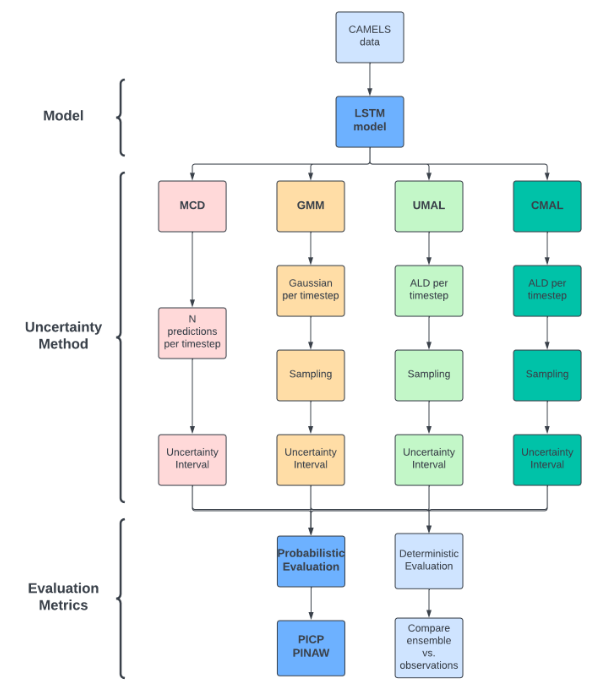 CAMELS
data
Model
LSTM
model
MCD
GMM
UMAL
CMAL
Gaussian
per timestep
ALD per
timestep
ALD per
timestep
Uncertainty
Method
N
predictions
per timestep
Sampling
Sampling
Sampling
Uncertainty
Interval
Uncertainty
Interval
Uncertainty
Interval
Uncertainty
Interval
Probabilistic
Evaluation
Deterministic
Evaluation
Evaluation
Metrics
PICP
PINAW
Compare
ensemble
vs.
observations